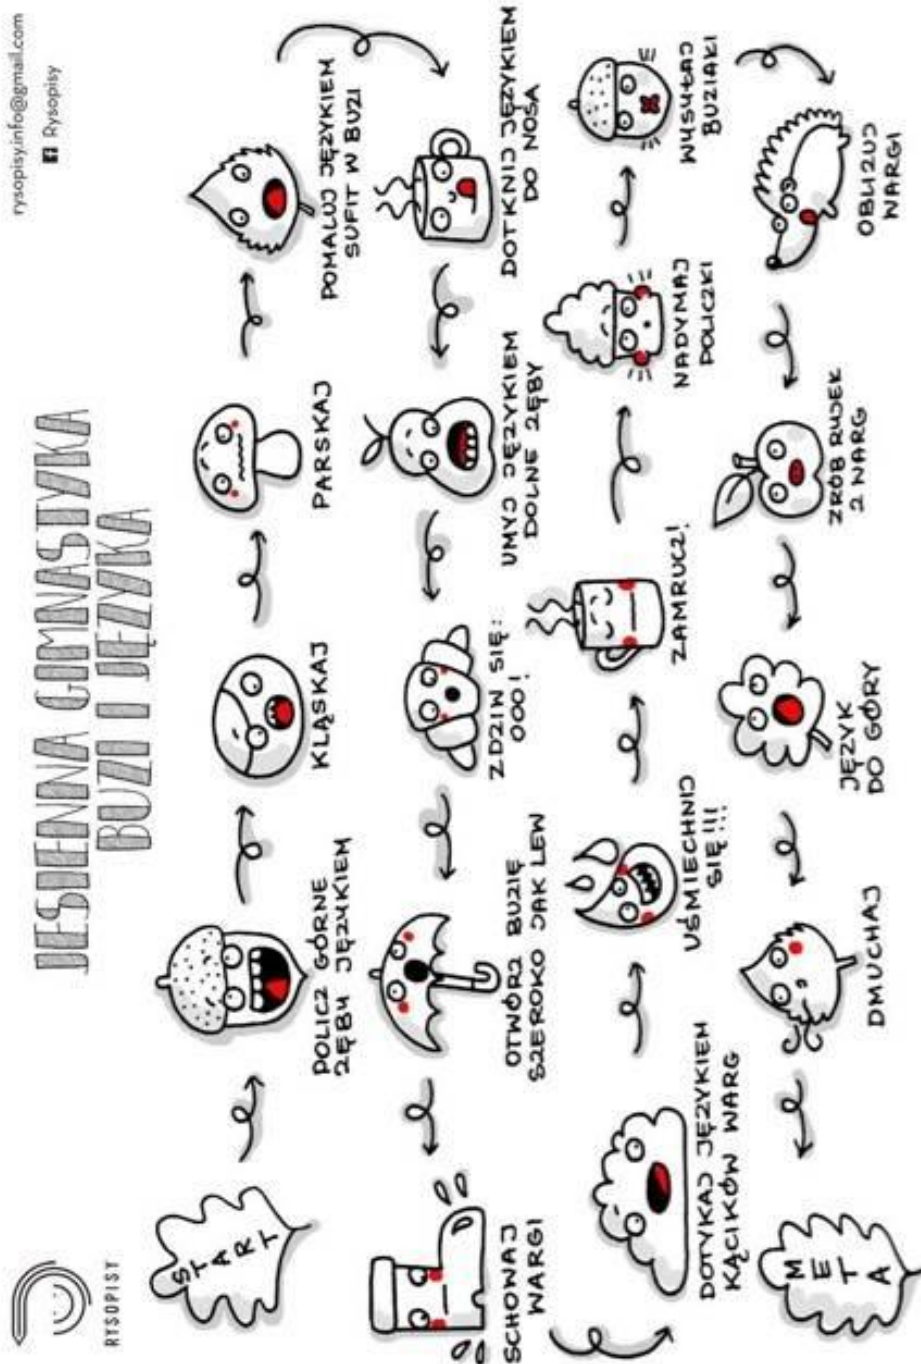 RYSOPIST
JESIENNA GIMNASTYKA
BUZI I JĘZYKA
rysopisy.info@gmail.com
Rysopisy
START
POLICZ GÓRNE
ZĘBY JĘZYKIEM
KLĄSKAJ
PARSKAJ
POMALUJ JĘZYKIEM
SUFIT W BUZI
DOTKNIJ JĘZYKIEM
DO NOSA
UMYJ JĘZYKIEM
DOLNE ZĘBY
ZDZIW SIĘ:
OOO!
OTWÓRZ BUZIĘ
SZEROKO JAK LEW
SCHOWAJ
WARGI
DOTYKAJ JĘZYKIEM
KĄCIKÓW WARG
UŚMIECHNIJ
SIĘ!!!
ZAMRUCZ!
NADYMAJ
POLICZKI
WYSYŁAJ
BUZIAKI
OBLIZUJ
WARGI
ZRÓB RYJEK
Z WARG
JĘZYK
DO GÓRY
DMUCHAJ
META